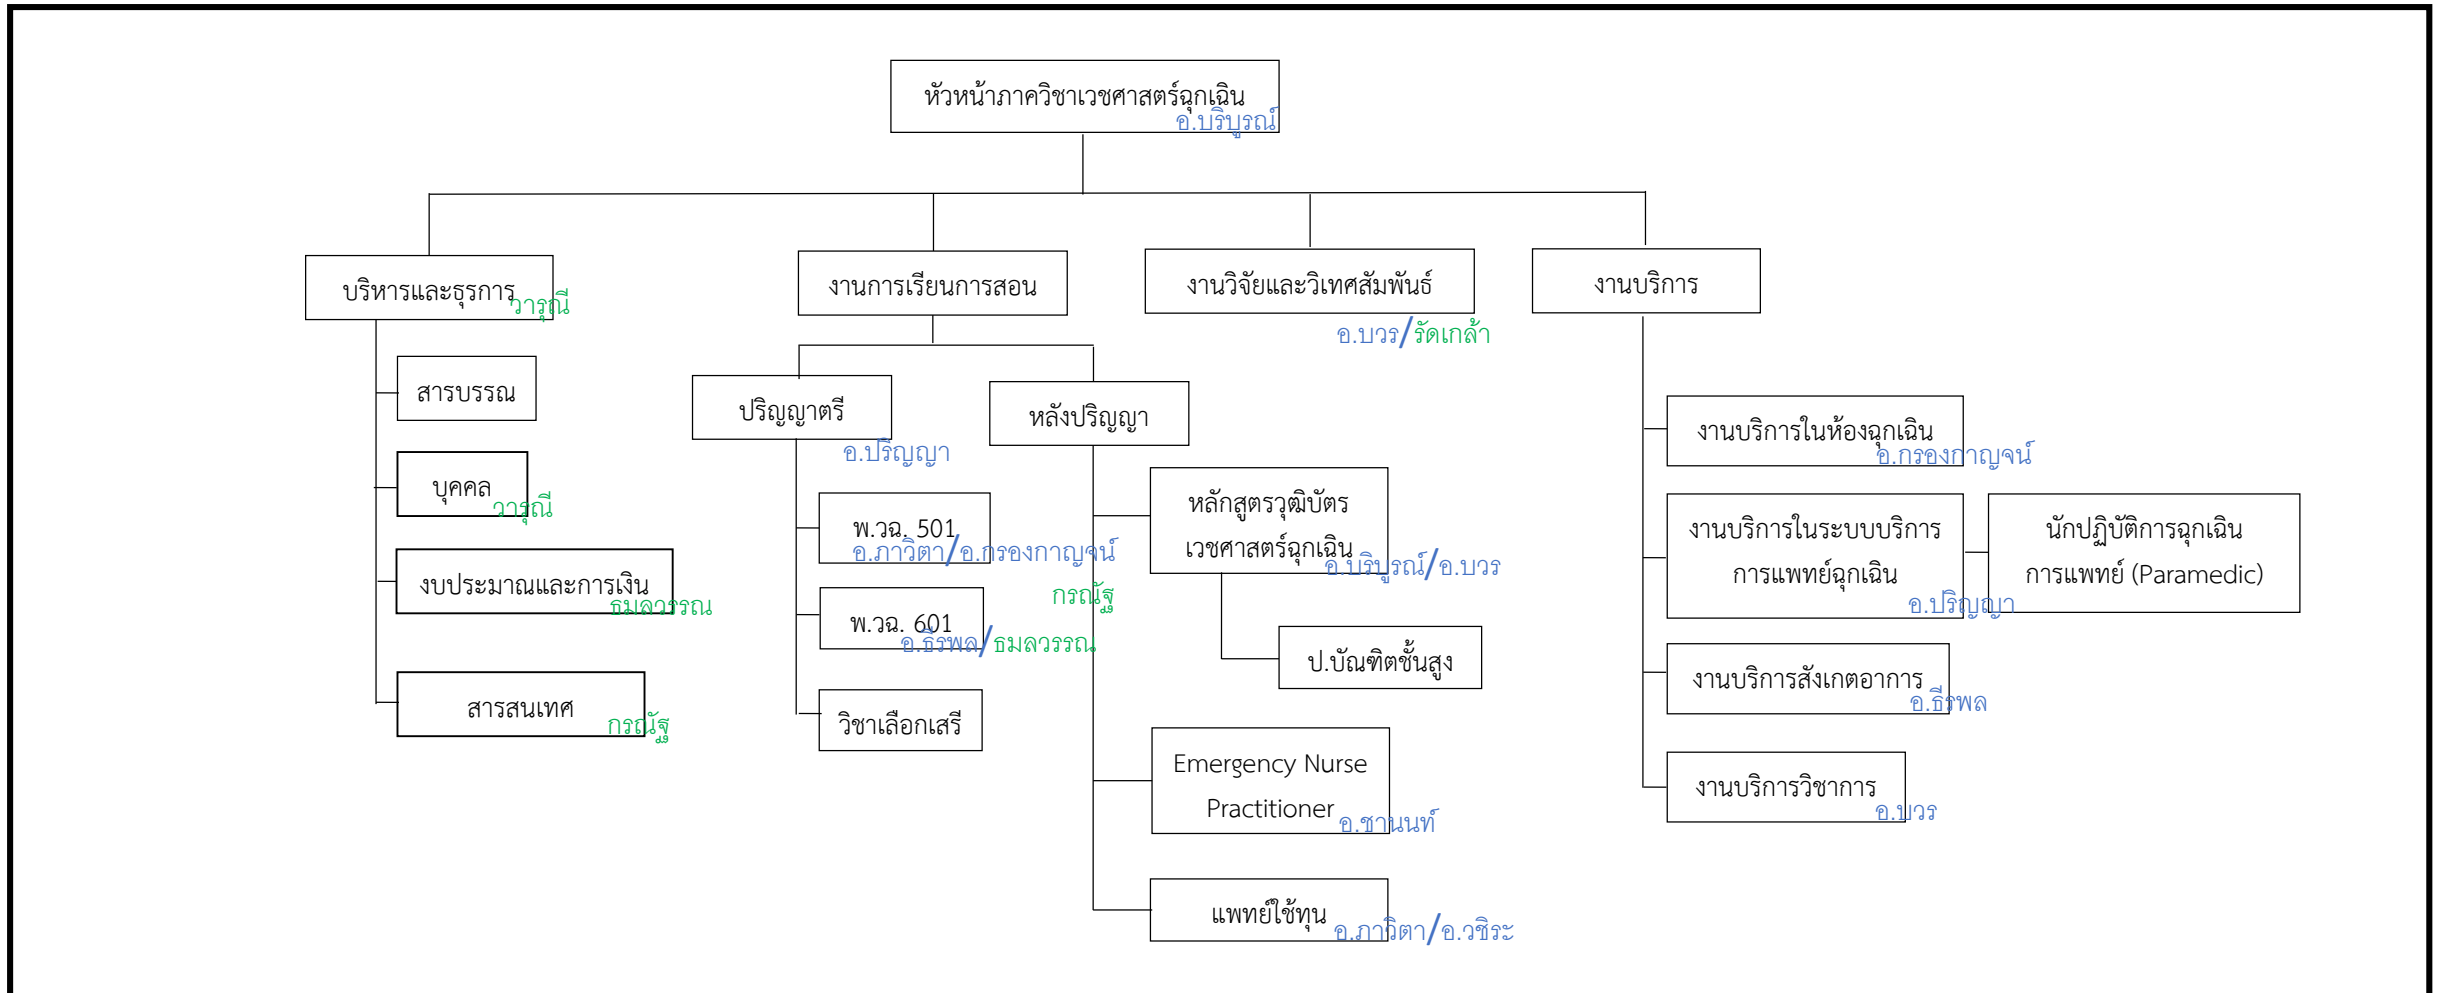 หัวหน้าภาควิชาเวชศาสตร์ฉุกเฉิน
อ.บริบูรณ์
บริหารและธุรการ
วารุณี
สารบรรณ
บุคคล
วารุณี
งบประมาณและการเงิน
ธมลวรรณ
สารสนเทศ
กรณัฐ
งานการเรียนการสอน
ปริญญาตรี
อ.ปริญญา
พ.วฉ. 501
อ.ภาวิตา/อ.กรองกาญจน์
พ.วฉ. 601
อ.ธีรพล/ธมลวรรณ
วิชาเลือกเสรี
หลังปริญญา
กรณัฐ
หลักสูตรวุฒิบัตร
เวชศาสตร์ฉุกเฉิน
อ.บริบูรณ์/อ.บวร
ป.บัณฑิตชั้นสูง
Emergency Nurse
Practitioner
อ.ชานนท์
แพทย์ใช้ทุน
อ.ภาวิตา/อ.วชิระ
งานวิจัยและวิเทศสัมพันธ์
อ.บวร/รัดเกล้า
งานบริการ
งานบริการในห้องฉุกเฉิน
อ.กรองกาญจน์
งานบริการในระบบบริการ
การแพทย์ฉุกเฉิน
อ.ปริญญา
นักปฏิบัติการฉุกเฉิน
การแพทย์ (Paramedic)
งานบริการสังเกตอาการ
อ.ธีรพล
งานบริการวิชาการ
อ.บวร